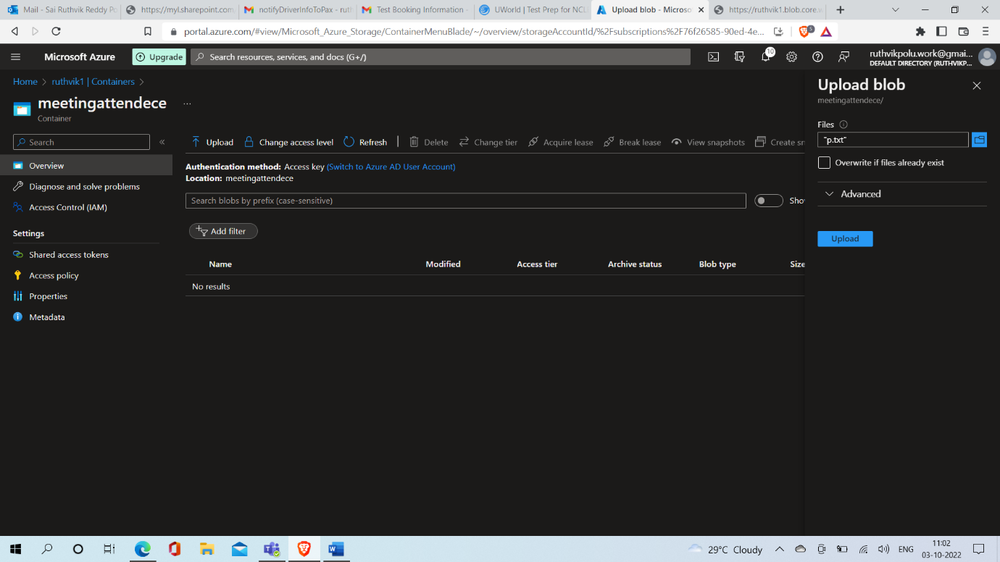 Mail - Sai Ruthvik Reddy Po
https://myl.sharepoint.com
notifyDriverInfoToPax - ruth
Test Booking Information -
UWorld | Test Prep for NCL
Upload blob - Microsof
https://ruthvik1.blob.core.w
portal.azure.com/#view/Microsoft_Azure_Storage/ContainerMenuBlade/~/overview/storageAccountId/%2Fsubscriptions%2F76f26585-90ed-4e...
5
Microsoft Azure
Upgrade
Search resources, services, and docs (G+/)
10
ruthvikpolu.work@gmai...
DEFAULT DIRECTORY (RUTHVIKP...
Home > ruthvik1 | Containers >
meetingattendece ...
Container
Search
«
Overview
Diagnose and solve problems
Access Control (IAM)
Settings
Shared access tokens
Access policy
Properties
Metadata
Upload
Change access level
Refresh
Delete
Change tier
Acquire lease
Break lease
View snapshots
Create sn
Authentication method: Access key (Switch to Azure AD User Account)
Location: meetingattendece
Search blobs by prefix (case-sensitive)
Sho
Add filter
Name Modified Access tier Archive status Blob type Size
No results
Upload blob
meetingattendece/
Files
"p.txt"
Overwrite if files already exist
Advanced
Upload
29°C Cloudy
ENG
11:02
03-10-2022